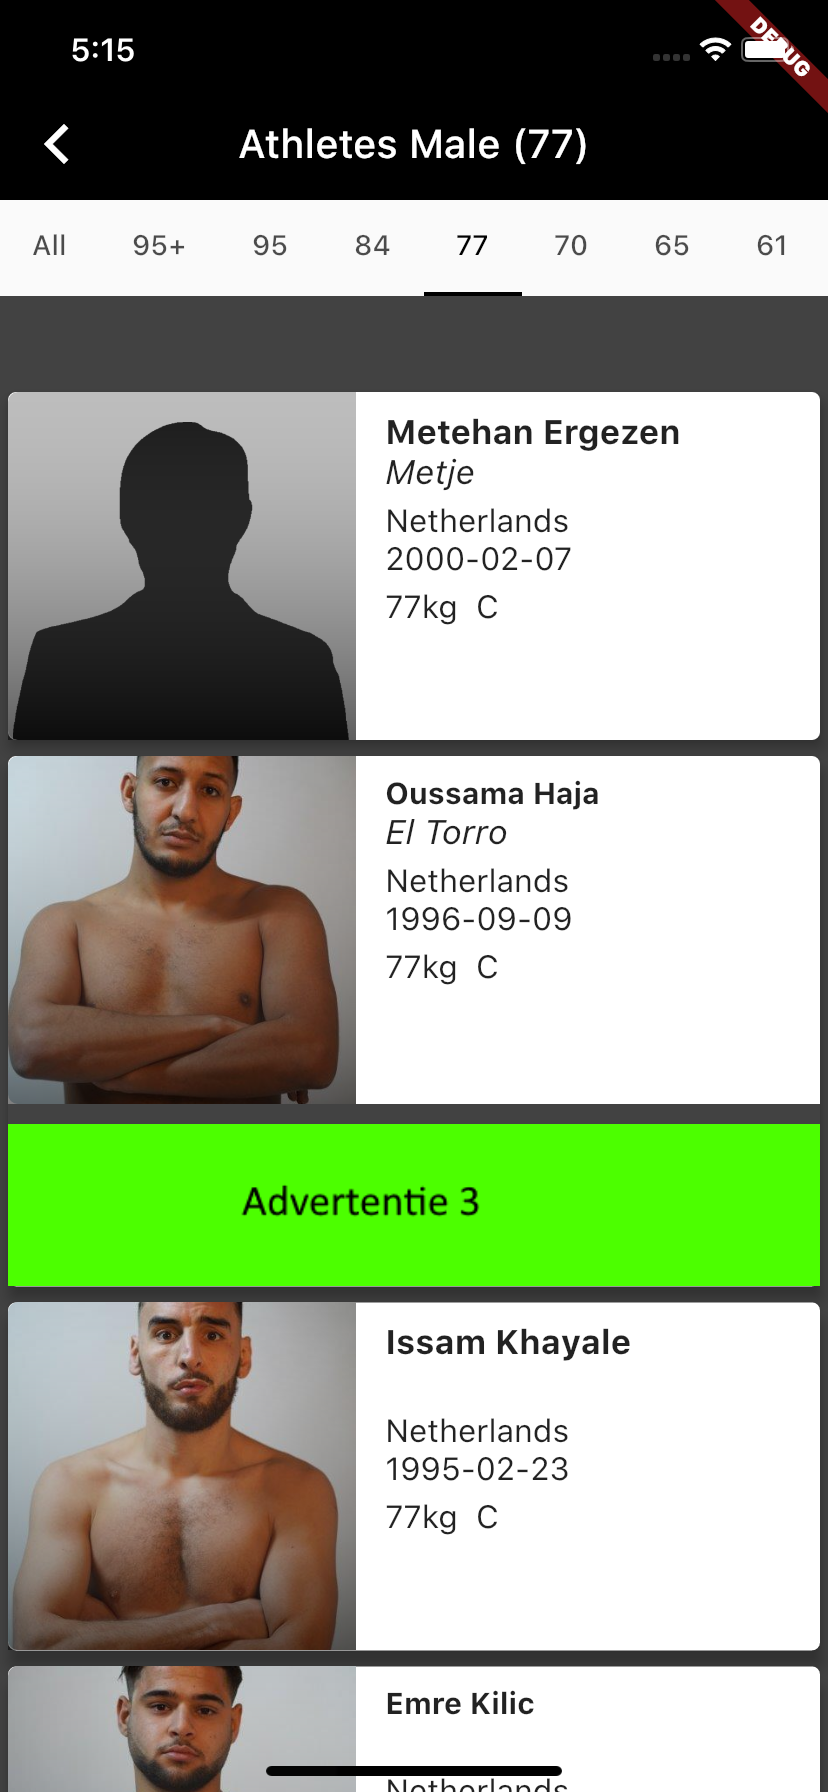 5:15
DEBUG
Athletes Male (77)
All 95+ 95 84 77 70 65 61
Metehan Ergezen
Metje
Netherlands
2000-02-07
77kg C
Oussama Haja
El Torro
Netherlands
1996-09-09
77kg C
Advertentie 3
Issam Khayale
Netherlands
1995-02-23
77kg C
Emre Kilic
Netherlands